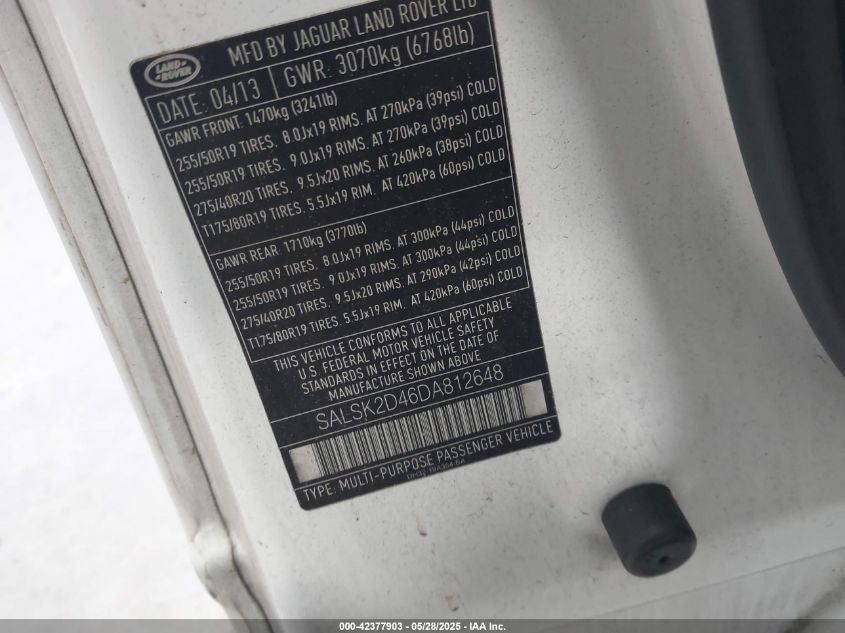 LAND ROVER
MFD BY JAGUAR LAND ROVER LTD
DATE: 04/13 GWR: 3070kg (6768lb)
GAWR FRONT. 1470kg (3241lb)
255/50R19 TIRES. 8.0Jx19 RIMS. AT 270kPa (39psi) COLD
255/50R19 TIRES. 9.0Jx19 RIMS. AT 270kPa (39psi) COLD
275/40R20 TIRES. 9.5Jx20 RIMS. AT 260kPa (38psi) COLD
T175/80R19 TIRES. 5.5Jx19 RIM. AT 420kPa (60psi) COLD
GAWR REAR. 1710kg (3770lb)
255/50R19 TIRES. 8.0Jx19 RIMS. AT 300kPa (44psi) COLD
255/50R19 TIRES. 9.0Jx19 RIMS. AT 300kPa (44psi) COLD
275/40R20 TIRES. 9.5Jx20 RIMS. AT 290kPa (42psi) COLD
T175/80R19 TIRES. 5.5Jx19 RIM. AT 420kPa (60psi) COLD
THIS VEHICLE CONFORMS TO ALL APPLICABLE
U.S. FEDERAL MOTOR VEHICLE SAFETY
STANDARDS IN EFFECT ON THE DATE OF
MANUFACTURE SHOWN ABOVE
SALSK2D46DA812648
TYPE: MULTI-PURPOSE PASSENGER VEHICLE
000-42377903 - 05/28/2025 - IAA Inc.